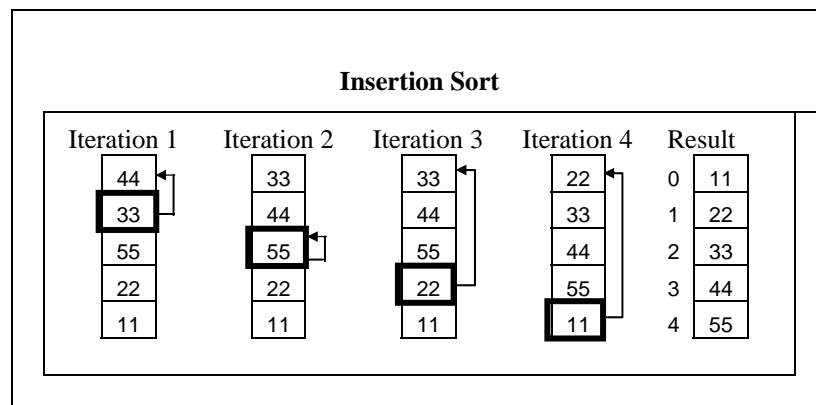 Insertion Sort
Iteration 1 Iteration 2 Iteration 3 Iteration 4 Result
44 33 33 22 0 11
33 44 44 33 1 22
55 55 55 44 2 33
22 22 22 55 3 44
11 11 11 11 4 55